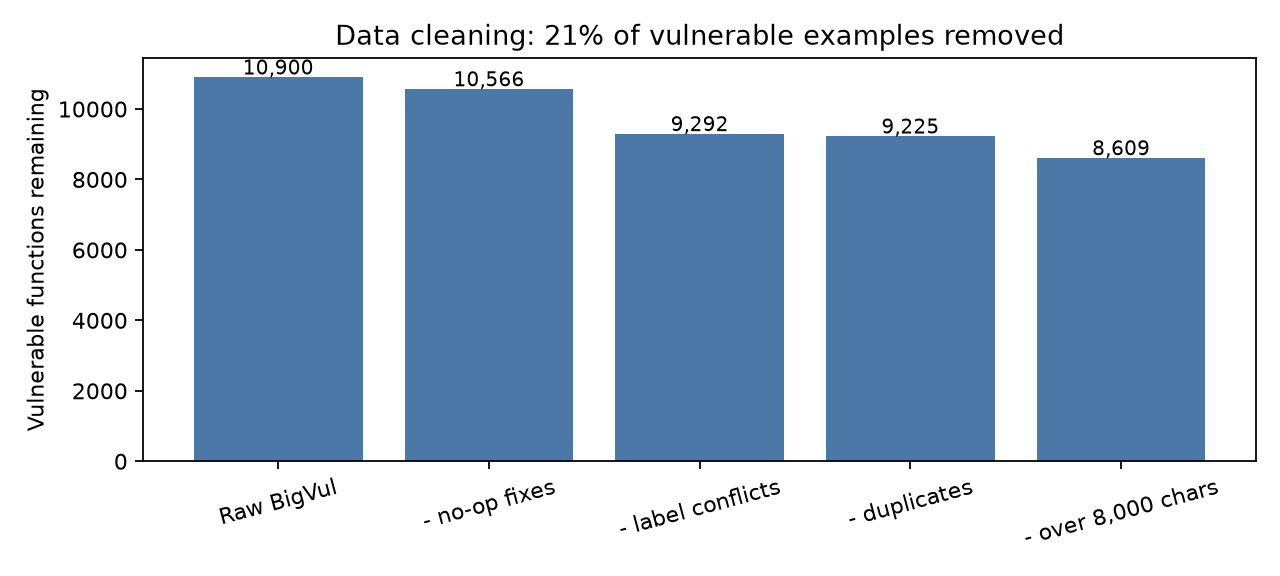 Data cleaning: 21% of vulnerable examples removed
Vulnerable functions remaining
10000
8000
6000
4000
2000
0
10,900
10,566
9,292
9,225
8,609
Raw BigVul
- no-op fixes
- label conflicts
- duplicates
- over 8,000 chars